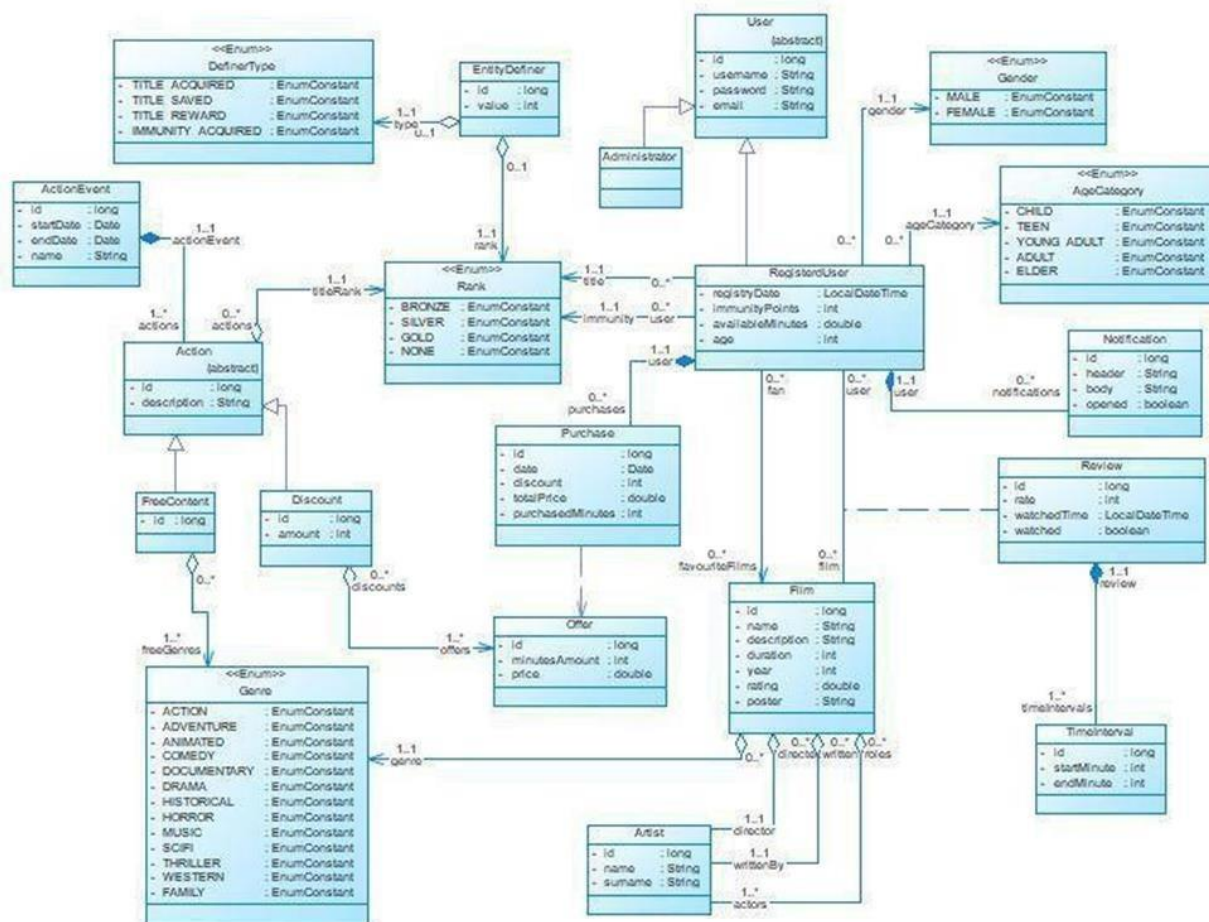 <<Enum>>
DefinerType
- TITLE ACQUIRED : EnumConstant
- TITLE SAVED : EnumConstant
- TITLE REWARD : EnumConstant
- IMMUNITY ACQUIRED : EnumConstant
EntityDefiner
- id : long
- value : int
1..1
type
0..1
rank
1..1
User
(abstract)
- id : long
- username : String
- password : String
- email : String
Administrator
<<Enum>>
Gender
- MALE : EnumConstant
- FEMALE : EnumConstant
1..1
gender
0..*
<<Enum>>
AgeCategory
- CHILD : EnumConstant
- TEEN : EnumConstant
- YOUNG ADULT : EnumConstant
- ADULT : EnumConstant
- ELDER : EnumConstant
1..1
ageCategory
0..*
ActionEvent
- id : long
- startDate : Date
- endDate : Date
- name : String
1..1
actionEvent
1..*
actions
1..1
titleRank
0..*
actions
<<Enum>>
Rank
- BRONZE : EnumConstant
- SILVER : EnumConstant
- GOLD : EnumConstant
- NONE : EnumConstant
1..1
title
0..*
1..1
immunity
0..*
user
RegisterdUser
- registryDate : LocalDateTime
- immunityPoints : int
- availableMinutes : double
- age : int
Notification
- id : long
- header : String
- body : String
- opened : boolean
1..1
user
0..*
notifications
Action
(abstract)
- id : long
- description : String
1..1
user
0..*
purchases
0..*
fan
0..*
user
Purchase
- id : long
- date : Date
- discount : int
- totalPrice : double
- purchasedMinutes : int
Review
- id : long
- rate : int
- watchedTime : LocalDateTime
- watched : boolean
FreeContent
- id : long
Discount
- id : long
- amount : int
0..*
0..*
discounts
1..*
freeGenres
1..*
offers
Offer
- id : long
- minutesAmount : int
- price : double
0..*
favouriteFilms
0..*
film
Film
- id : long
- name : String
- description : String
- duration : int
- year : int
- rating : double
- poster : String
1..1
review
1..*
timeIntervals
TimeInterval
- id : long
- startMinute : int
- endMinute : int
<<Enum>>
Genre
- ACTION : EnumConstant
- ADVENTURE : EnumConstant
- ANIMATED : EnumConstant
- COMEDY : EnumConstant
- DOCUMENTARY : EnumConstant
- DRAMA : EnumConstant
- HISTORICAL : EnumConstant
- HORROR : EnumConstant
- MUSIC : EnumConstant
- SCIFI : EnumConstant
- THRILLER : EnumConstant
- WESTERN : EnumConstant
- FAMILY : EnumConstant
1..1
genre
0..*
0..*
0..*
written
0..*
roles
Artist
- id : long
- name : String
- surname : String
1..1
director
1..1
writtenBy
1..*
actors